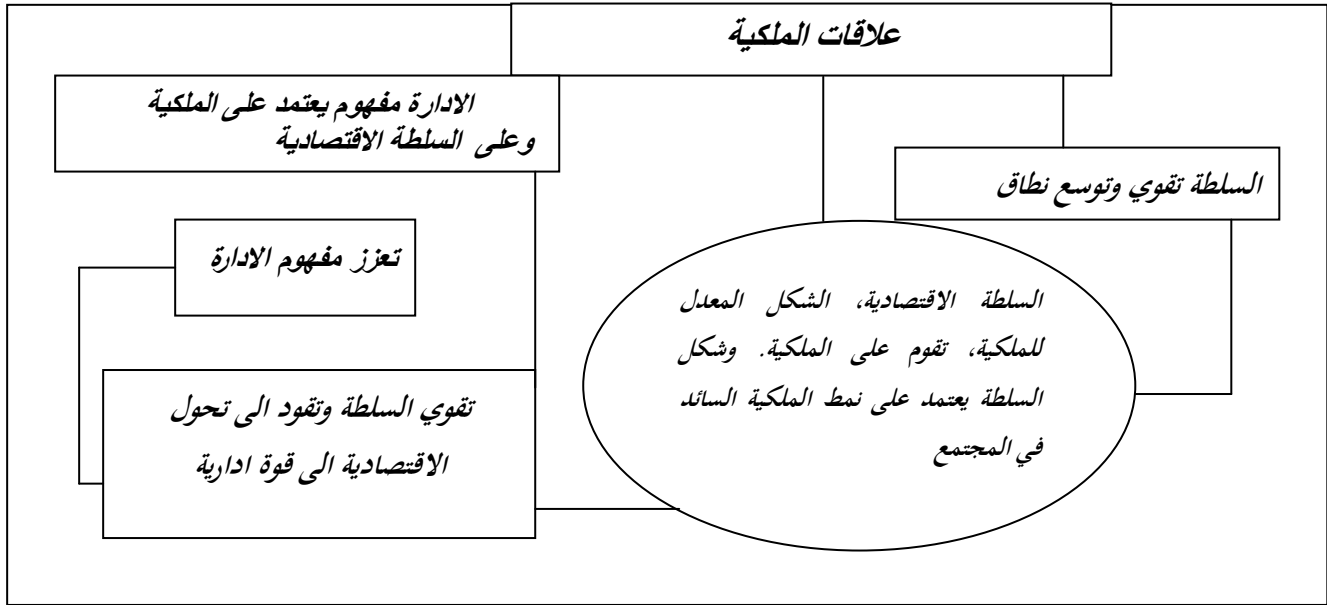 علاقات الملكية
الادارة مفهوم يعتمد على الملكية
وعلى السلطة الاقتصادية
السلطة تقوي وتوسع نطاق
تعزز مفهوم الادارة
السلطة الاقتصادية، الشكل المعدل
للملكية، تقوم على الملكية. وشكل
السلطة يعتمد على نمط الملكية السائد
في المجتمع
تقوي السلطة وتقود الى تحول
الاقتصادية الى قوة ادارية